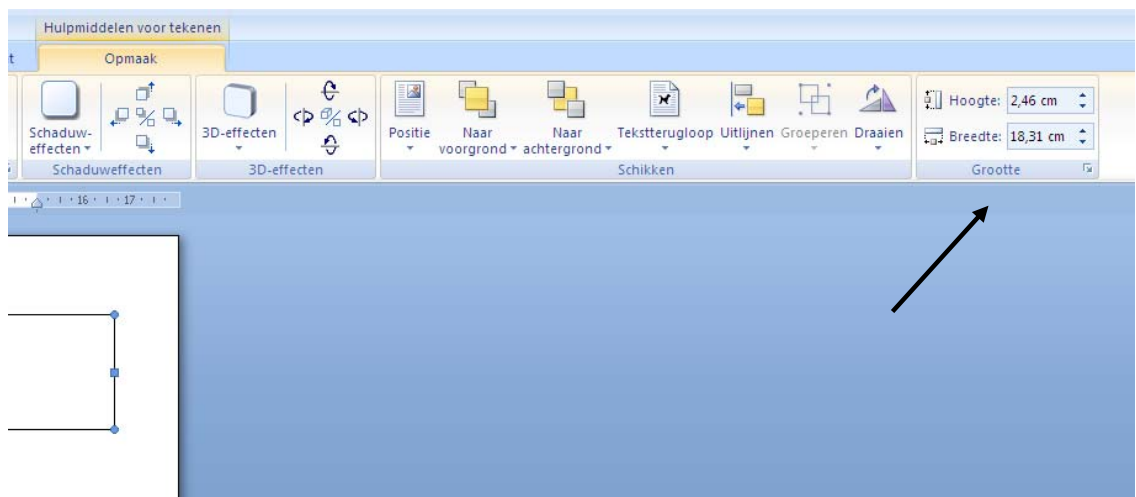 Hulpmiddelen voor tekenen
t Opmaak
Schaduw-
effecten
3D-effecten
Positie
Naar
voorgrond
Naar
achtergrond
Tekstterugloop
Uitlijnen
Groeperen
Draaien
Hoogte: 2,46 cm
Breedte: 18,31 cm
Schaduweffecten 3D-effecten Schikken Grootte
16 17